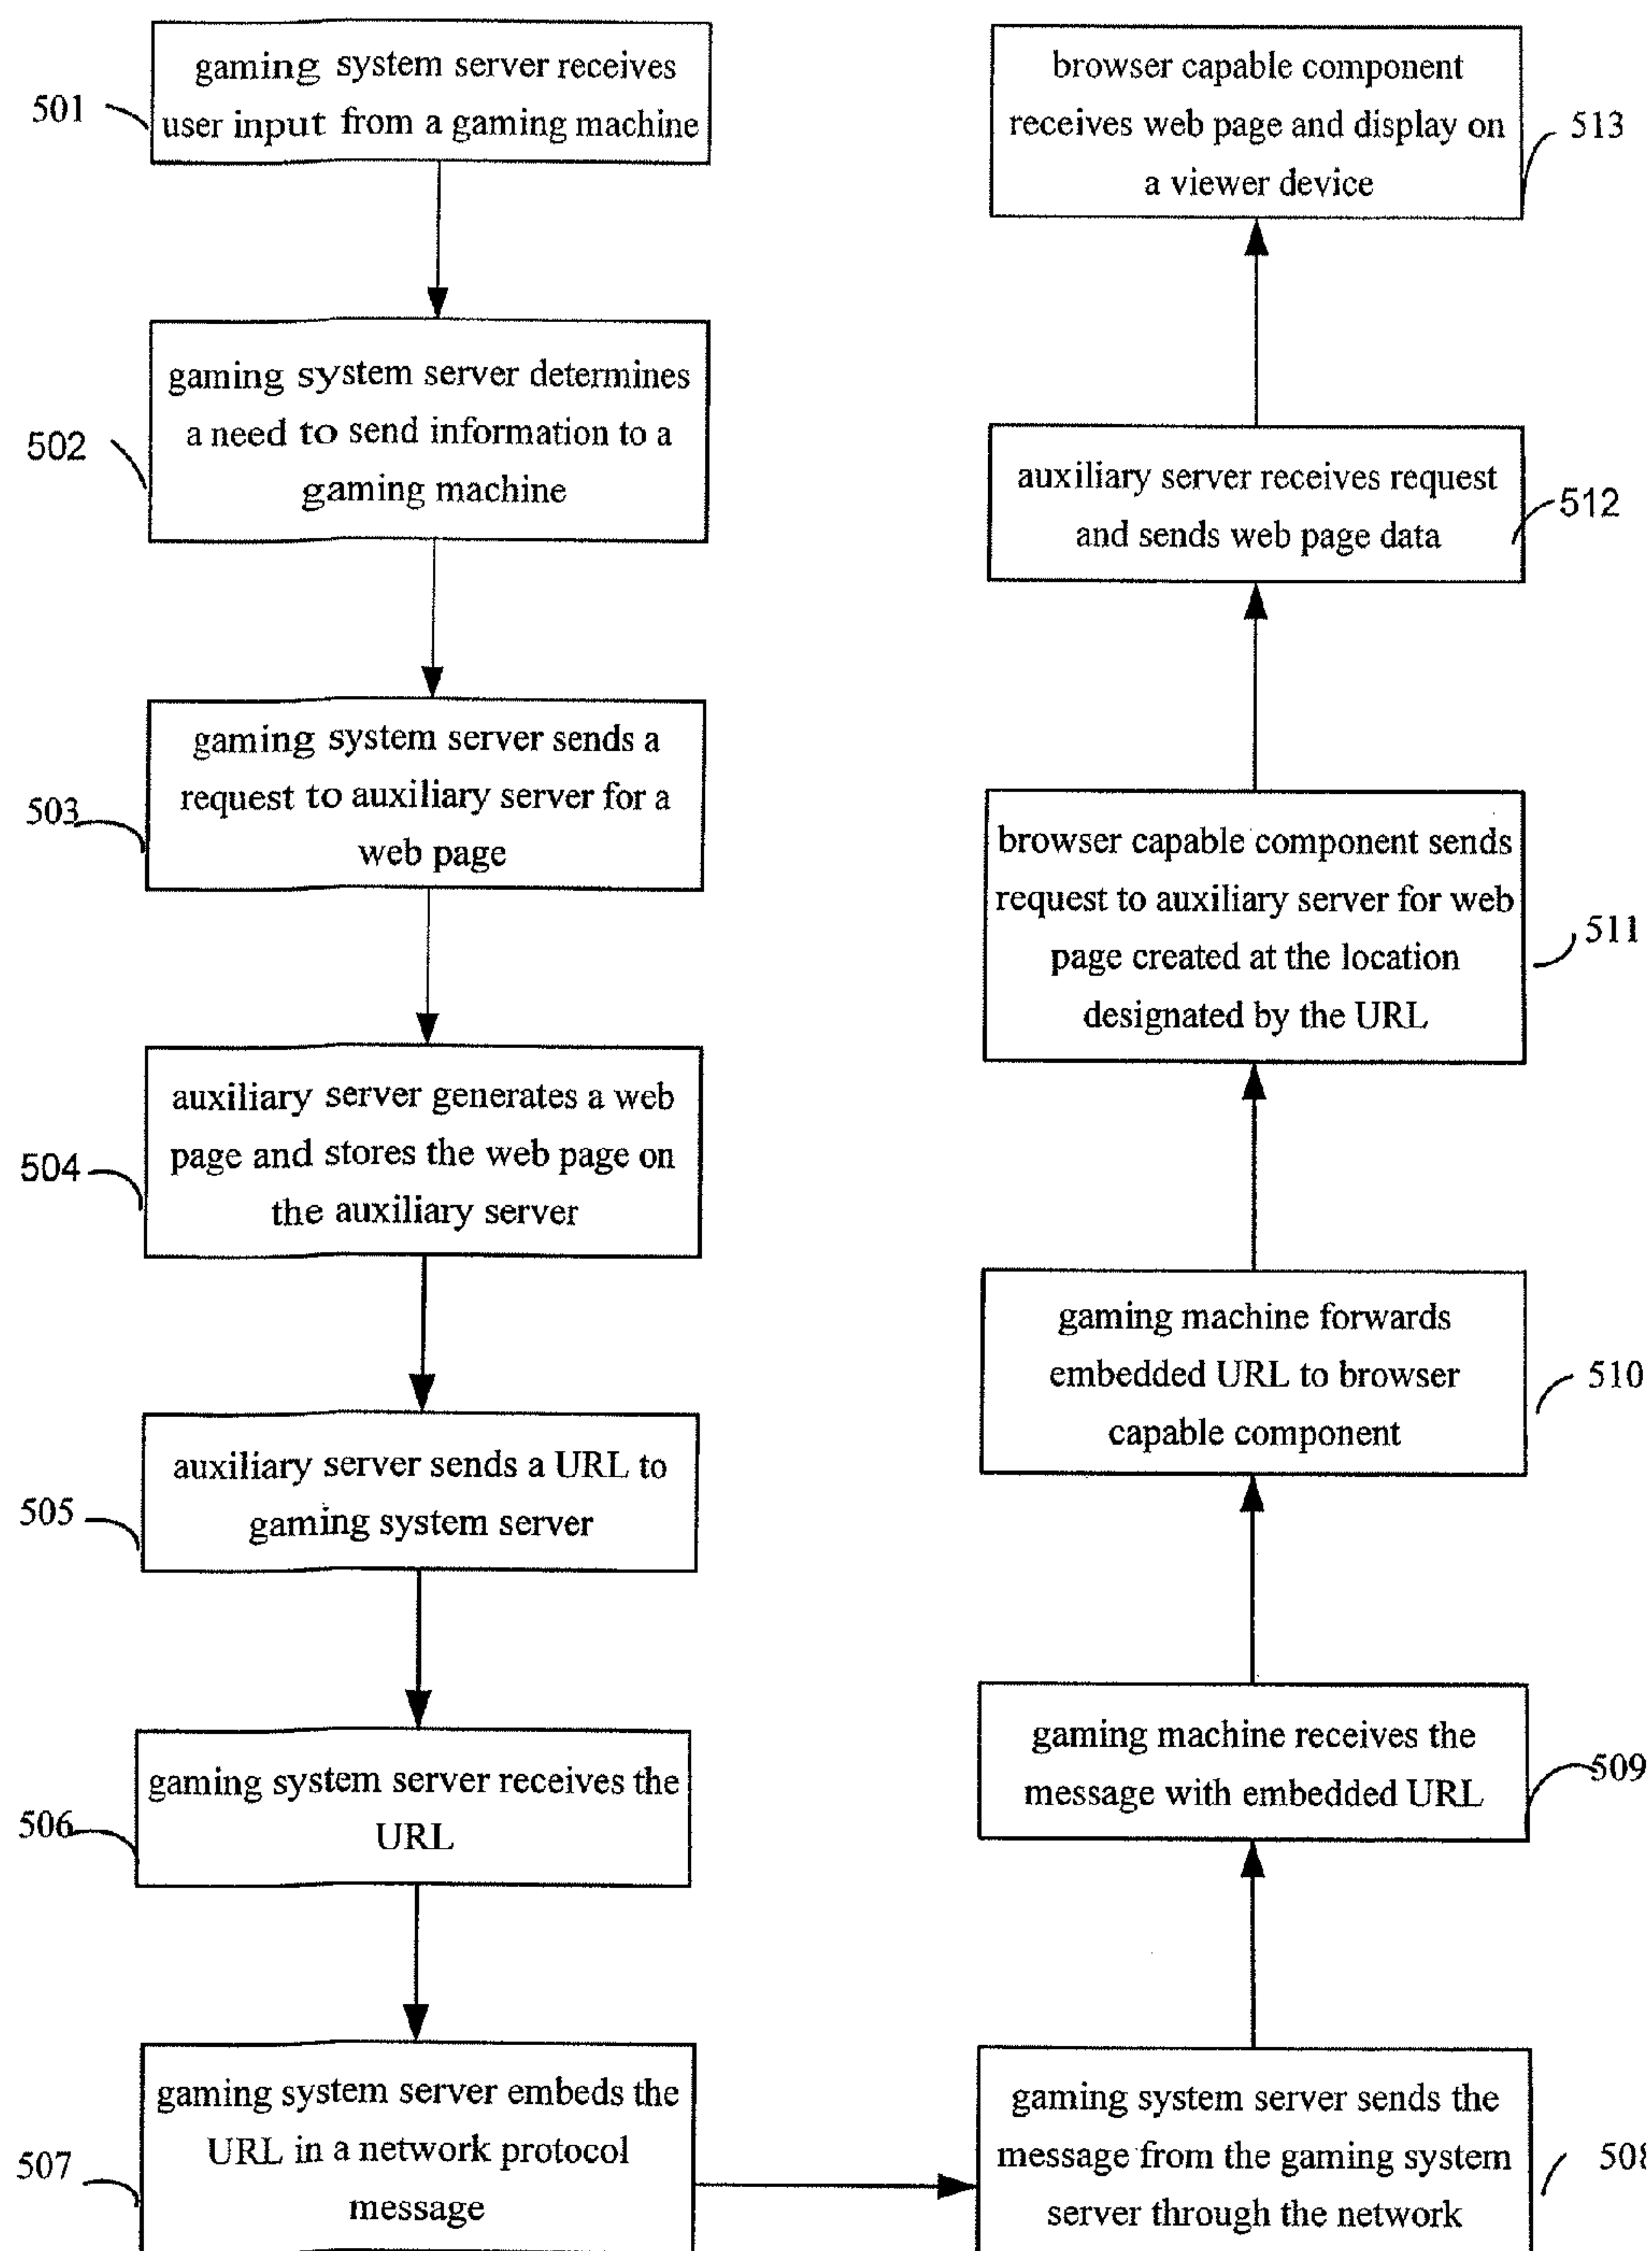 501
gaming system server receives
user input from a gaming machine
502
gaming system server determines
a need to send information to a
gaming machine
503
gaming system server sends a
request to auxiliary server for a
web page
504
auxiliary server generates a web
page and stores the web page on
the auxiliary server
505
auxiliary server sends a URL to
gaming system server
506
gaming system server receives the
URL
507
gaming system server embeds the
URL in a network protocol
message
gaming system server sends the
message from the gaming system
server through the network
508
gaming machine receives the
message with embedded URL
509
gaming machine forwards
embedded URL to browser
capable component
510
browser capable component sends
request to auxiliary server for web
page created at the location
designated by the URL
511
auxiliary server receives request
and sends web page data
512
browser capable component
receives web page and display on
a viewer device
513